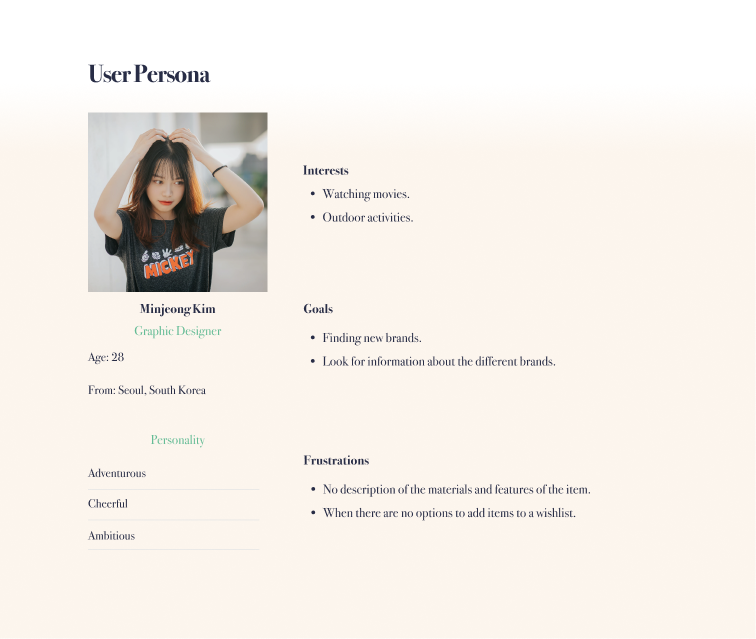 User Persona
MICKEY
Minjeong Kim
Graphic Designer
Age: 28
From: Seoul, South Korea
Personality
Adventurous
Cheerful
Ambitious
Interests
• Watching movies.
• Outdoor activities.
Goals
• Finding new brands.
• Look for information about the different brands.
Frustrations
• No description of the materials and features of the item.
• When there are no options to add items to a wishlist.